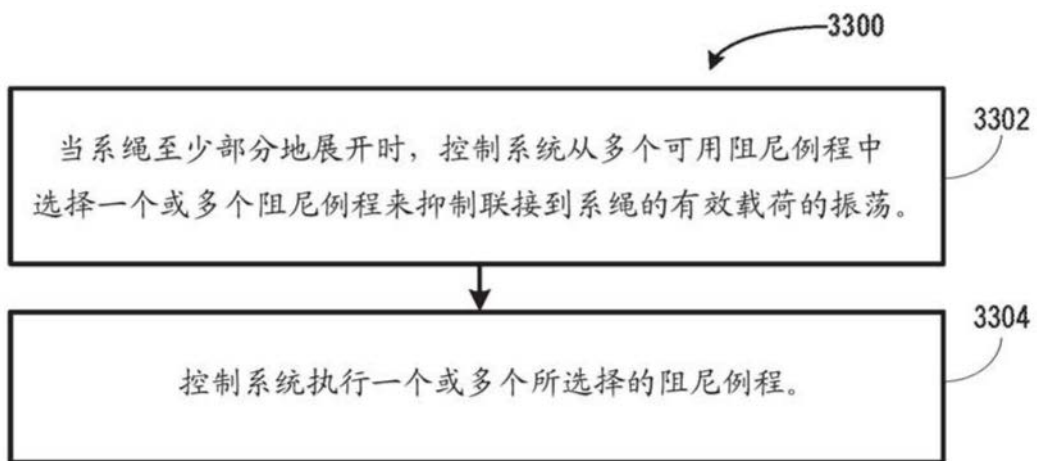 3300
当系绳至少部分地展开时，控制系统从多个可用阻尼例程中
选择一个或多个阻尼例程来抑制联接到系绳的有效载荷的振荡。
3302
控制系统执行一个或多个所选择的阻尼例程。
3304